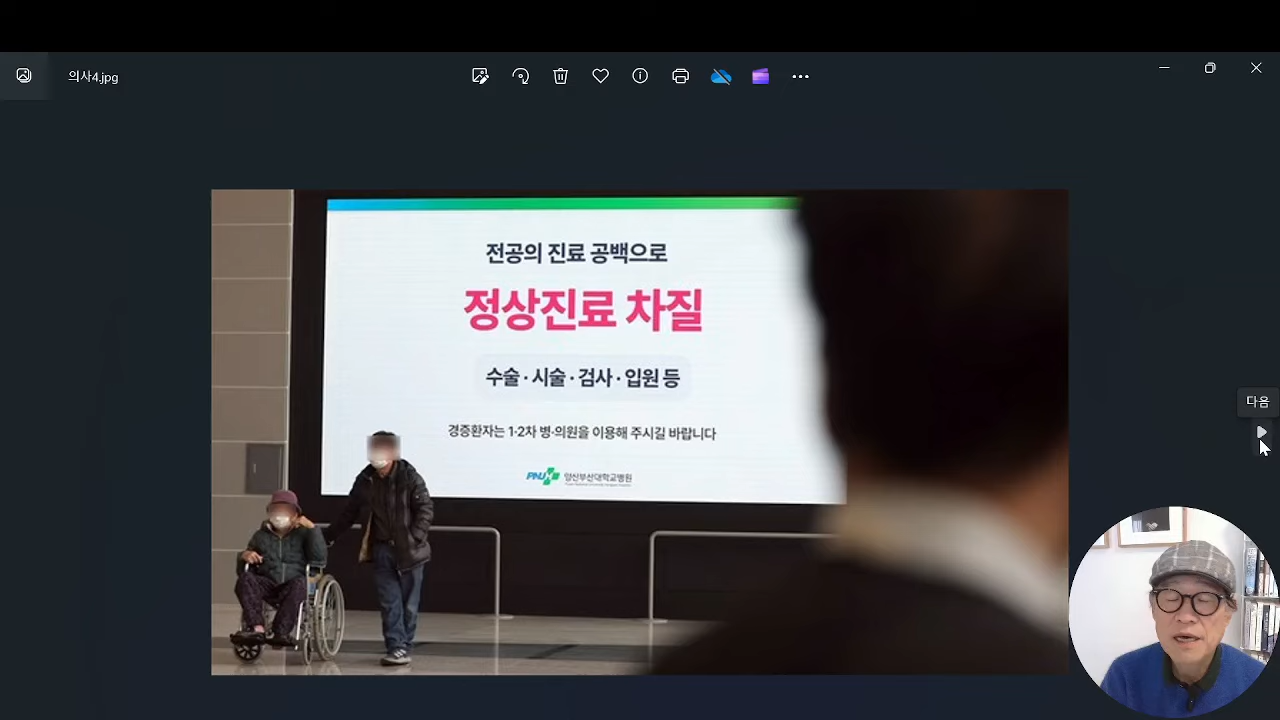 의사4.jpg
전공의 진료 공백으로
정상진료 차질
수술·시술·검사·입원 등
경증환자는 1·2차 병·의원을 이용해 주시길 바랍니다
PNU 양산부산대학교병원
다음